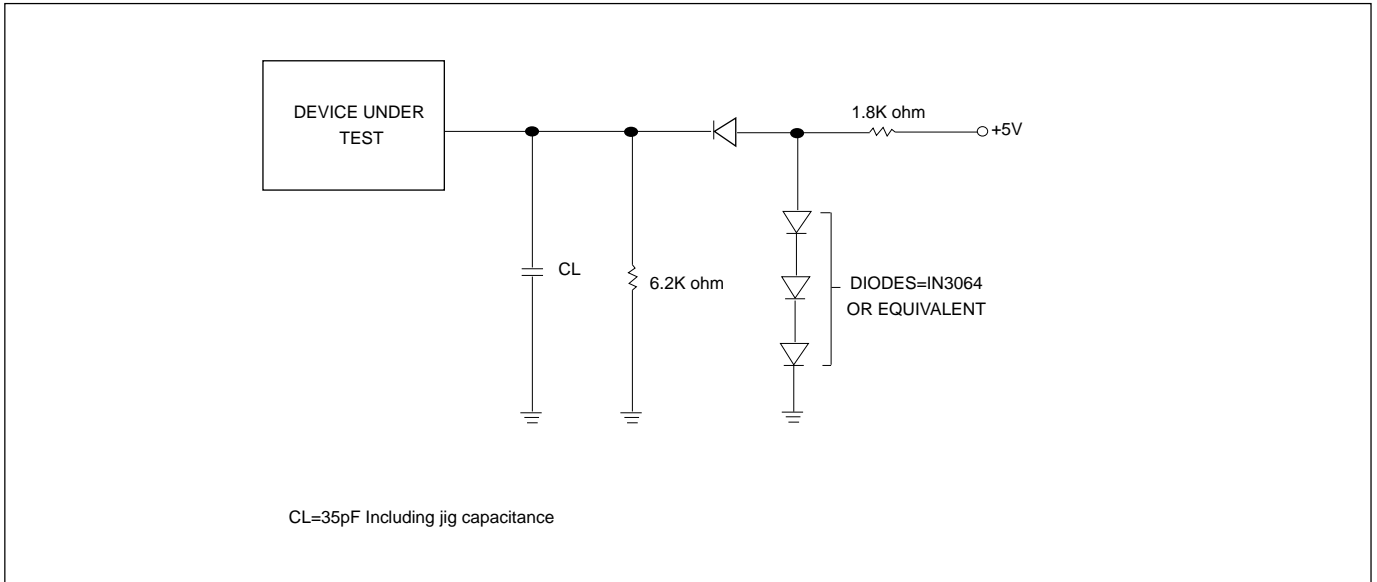 DEVICE UNDER
TEST
1.8K ohm
+5V
CL
6.2K ohm
DIODES=IN3064
OR EQUIVALENT
CL=35pF Including jig capacitance